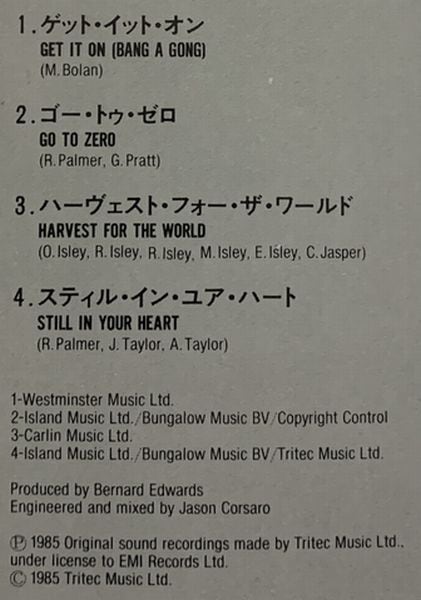 1.ゲット・イット・オン
GET IT ON (BANG A GONG)
(M. Bolan)
2.ゴー・トゥ・ゼロ
GO TO ZERO
(R. Palmer, G. Pratt)
3.ハーヴェスト・フォー・ザ・ワールド
HARVEST FOR THE WORLD
(O. Isley, R. Isley, R. Isley, M. Isley, E. Isley, C. Jasper)
4.スティル・イン・ユア・ハート
STILL IN YOUR HEART
(R. Palmer, J. Taylor, A. Taylor)
1-Westminster Music Ltd.
2-Island Music Ltd./Bungalow Music BV/Copyright Control
3-Carlin Music Ltd.
4-Island Music Ltd./Bungalow Music BV/Tritec Music Ltd.
Produced by Bernard Edwards
Engineered and mixed by Jason Corsaro
Ⓟ 1985 Original sound recordings made by Tritec Music Ltd.,
under license to EMI Records Ltd.
© 1985 Tritec Music Ltd.